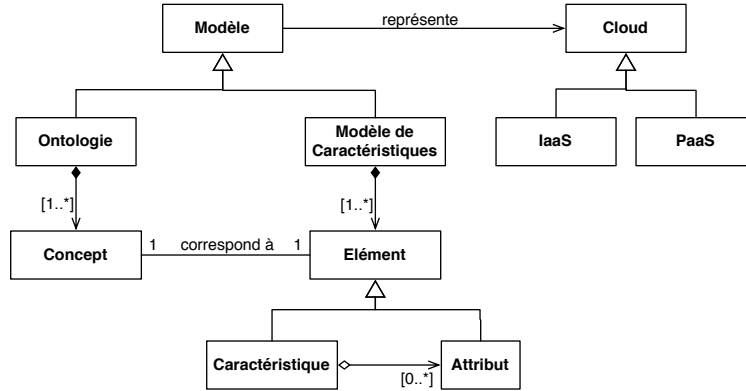 Modèle
représente
Cloud
Ontologie
Modèle de
Caractéristiques
IaaS
PaaS
[1..*]
[1..*]
Concept
1
correspond à
1
Elément
Caractéristique
[0..*]
Attribut